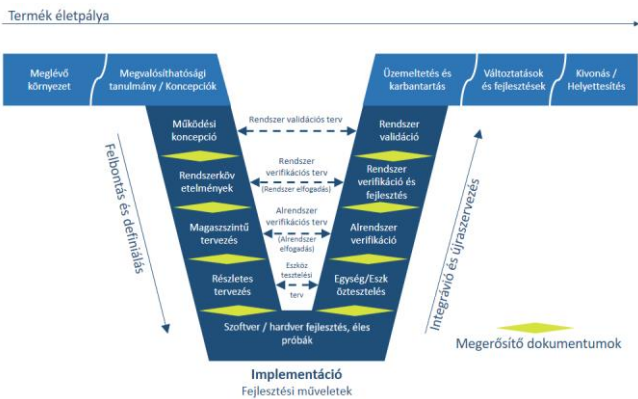 Termék életpálya
Meglévő
környezet
Megvalósíthatósági
tanulmány / Koncepciók
Üzemeltetés és
karbantartás
Változtatások
és fejlesztések
Kivonás /
Helyettesítés
Működési
koncepció
Rendszer validációs terv
Rendszer
validáció
Rendszerköv
etelmények
Rendszer
verifikációs terv
(Rendszer elfogadás)
Rendszer
verifikáció és
fejlesztés
Magaszszintű
tervezés
Alrendszer
verifikációs terv
(Alrendszer
elfogadás)
Alrendszer
verifikáció
Részletes
tervezés
Eszköz
tesztelési
terv
Egység/Eszk
öztesztelés
Szoftver / hardver fejlesztés, éles
próbák
Felbontás és definiálás
Integrávió és újraszervezés
Megerősítő dokumentumok
Implementáció
Fejlesztési műveletek